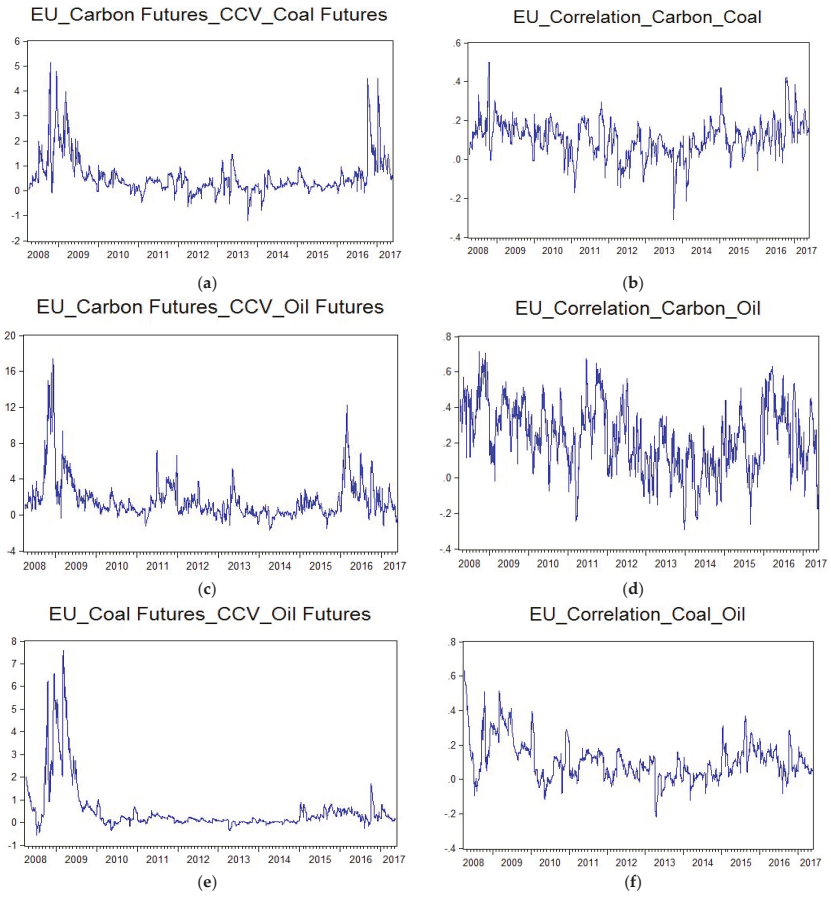 EU_Carbon Futures_CCV_Coal Futures
6
5
4
3
2
1
0
-1
-2
2008 2009 2010 2011 2012 2013 2014 2015 2016 2017
(a)
EU_Correlation_Carbon_Coal
.6
.4
.2
.0
-.2
-.4
2008 2009 2010 2011 2012 2013 2014 2015 2016 2017
(b)
EU_Carbon Futures_CCV_Oil Futures
20
16
12
8
4
0
-4
2008 2009 2010 2011 2012 2013 2014 2015 2016 2017
(c)
EU_Correlation_Carbon_Oil
.8
.6
.4
.2
.0
-.2
-.4
2008 2009 2010 2011 2012 2013 2014 2015 2016 2017
(d)
EU_Coal Futures_CCV_Oil Futures
8
7
6
5
4
3
2
1
0
-1
2008 2009 2010 2011 2012 2013 2014 2015 2016 2017
(e)
EU_Correlation_Coal_Oil
.8
.6
.4
.2
.0
-.2
-.4
2008 2009 2010 2011 2012 2013 2014 2015 2016 2017
(f)